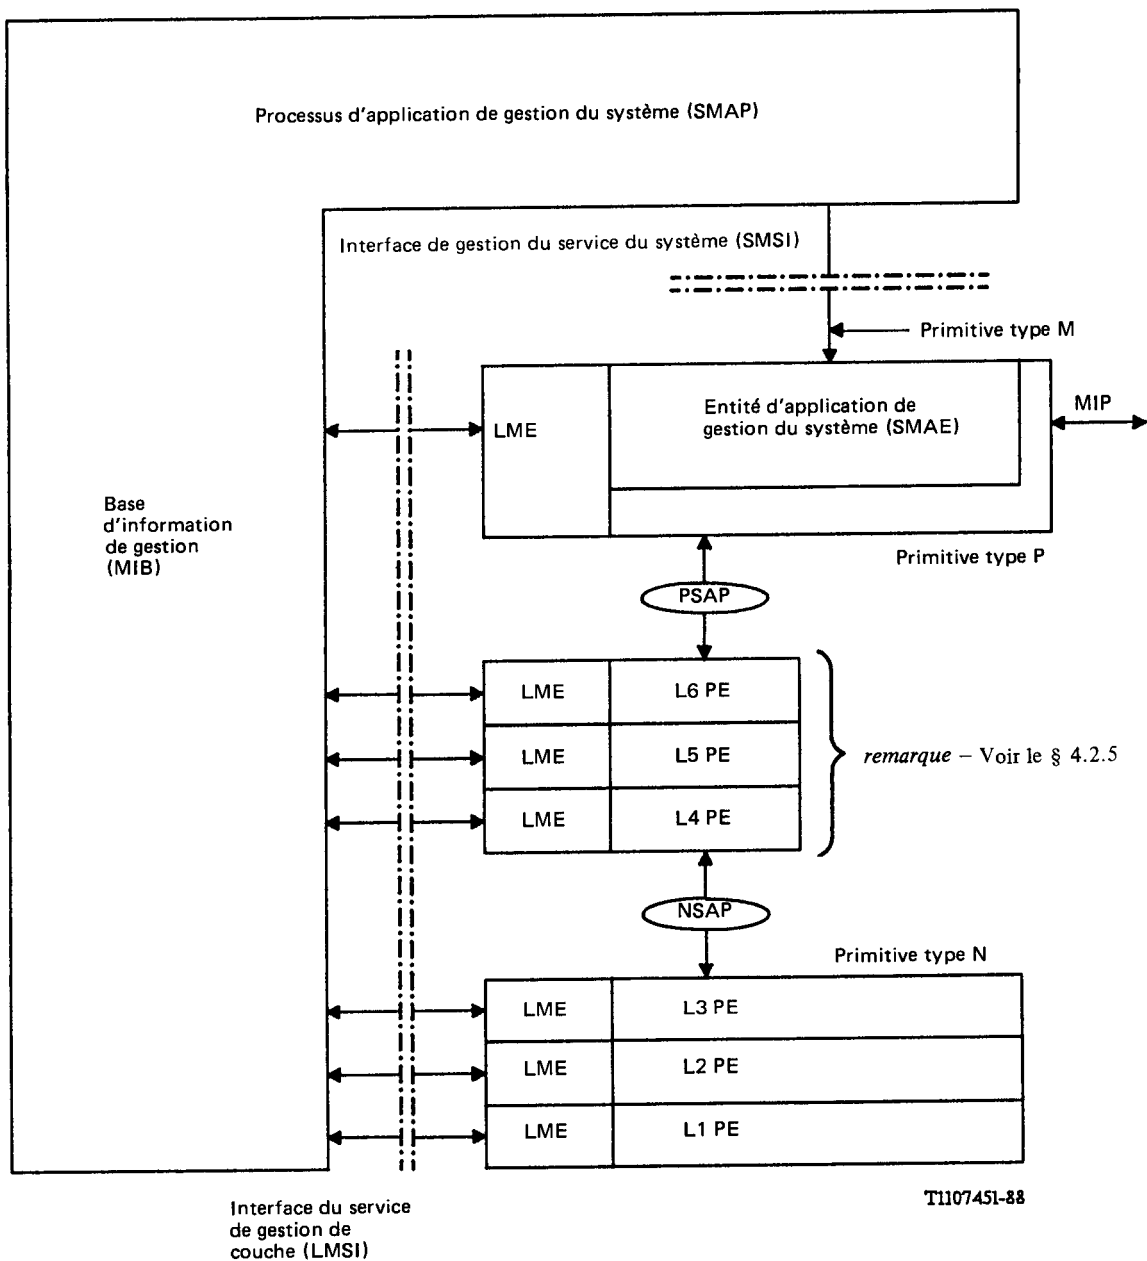 Processus d'application de gestion du système (SMAP)
Interface de gestion du service du système (SMSI)
Primitive type M
LME
Entité d'application de
gestion du système (SMAE)
MIP
Base
d'information
de gestion
(MIB)
Primitive type P
PSAP
LME
L6 PE
LME
L5 PE
remarque – Voir le § 4.2.5
LME
L4 PE
NSAP
Primitive type N
LME
L3 PE
LME
L2 PE
LME
L1 PE
T1107451-88
Interface du service
de gestion de
couche (LMSI)